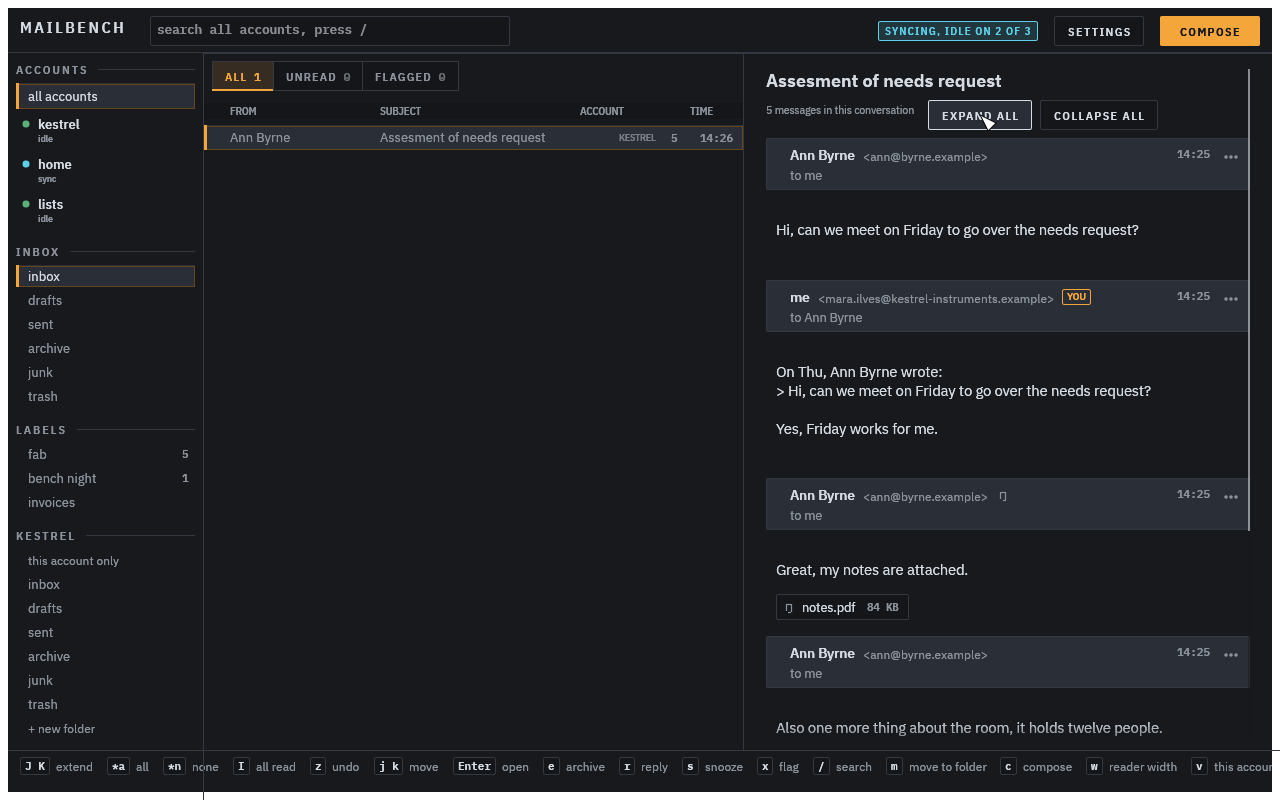 MAILBENCH
search all accounts, press /
SYNCING, IDLE ON 2 OF 3
SETTINGS
COMPOSE
ACCOUNTS
all accounts
kestrel
idle
home
sync
lists
idle
INBOX
inbox
drafts
sent
archive
junk
trash
LABELS
fab 5
bench night 1
invoices
KESTREL
this account only
inbox
drafts
sent
archive
junk
trash
+ new folder
ALL 1
UNREAD 0
FLAGGED 0
FROM SUBJECT ACCOUNT TIME
Ann Byrne Assesment of needs request KESTREL 5 14:26
Assesment of needs request
5 messages in this conversation
EXPAND ALL
COLLAPSE ALL
Ann Byrne <ann@byrne.example> 14:25
to me
Hi, can we meet on Friday to go over the needs request?
me <mara.ilves@kestrel-instruments.example> YOU 14:25
to Ann Byrne
On Thu, Ann Byrne wrote:
> Hi, can we meet on Friday to go over the needs request?
Yes, Friday works for me.
Ann Byrne <ann@byrne.example> 14:25
to me
Great, my notes are attached.
notes.pdf 84 KB
Ann Byrne <ann@byrne.example> 14:25
to me
Also one more thing about the room, it holds twelve people.
J K extend *a all *n none I all read z undo j k move Enter open e archive r reply s snooze x flag / search m move to folder c compose w reader width v this accoun